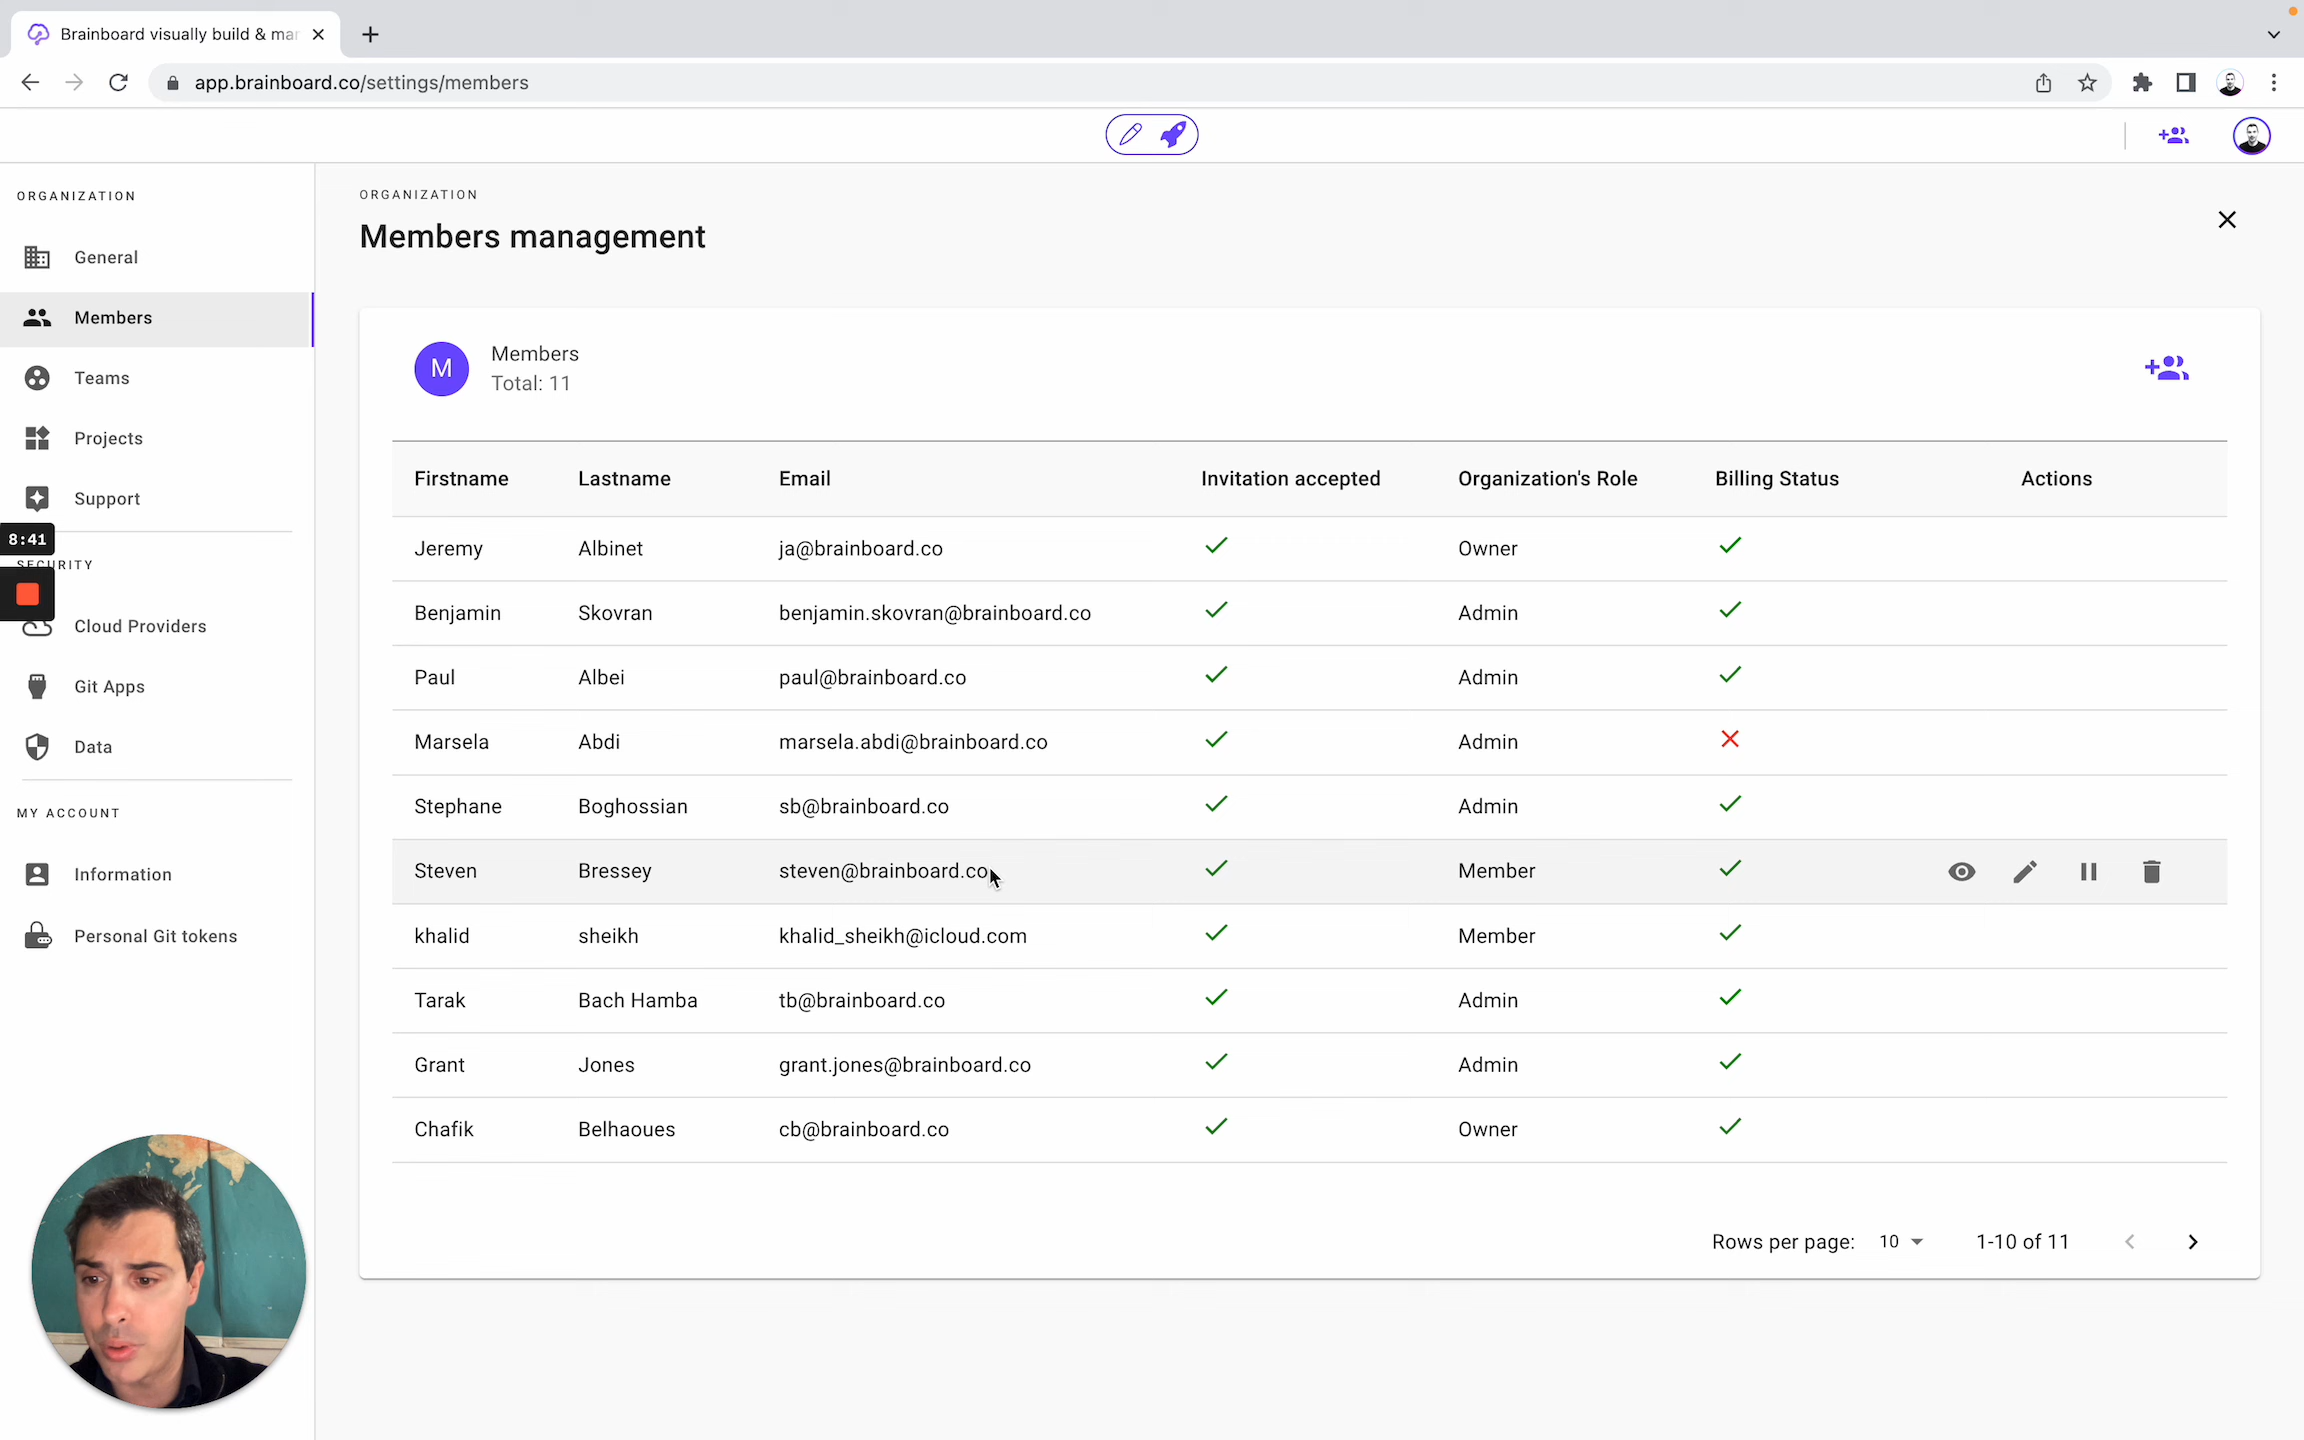 Brainboard visually build & mar
app.brainboard.co/settings/members
ORGANIZATION
General
Members
Teams
Projects
Support
8:41
SECURITY
Cloud Providers
Git Apps
Data
MY ACCOUNT
Information
Personal Git tokens
ORGANIZATION
Members management
M
Members
Total: 11
Firstname Lastname Email Invitation accepted Organization's Role Billing Status Actions
Jeremy Albinet ja@brainboard.co Owner
Benjamin Skovran benjamin.skovran@brainboard.co Admin
Paul Albei paul@brainboard.co Admin
Marsela Abdi marsela.abdi@brainboard.co Admin
Stephane Boghossian sb@brainboard.co Admin
Steven Bressey steven@brainboard.co Member
khalid sheikh khalid_sheikh@icloud.com Member
Tarak Bach Hamba tb@brainboard.co Admin
Grant Jones grant.jones@brainboard.co Admin
Chafik Belhaoues cb@brainboard.co Owner
Rows per page: 10 1-10 of 11